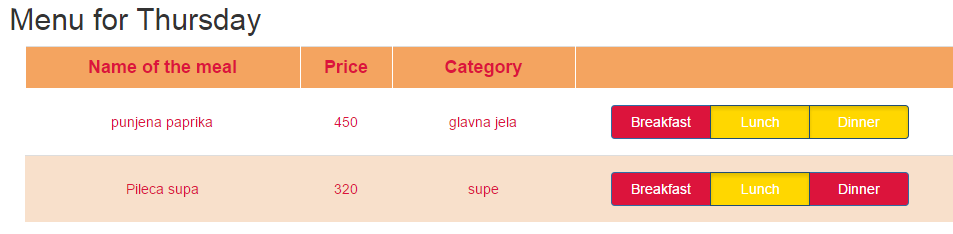 Menu for Thursday
Name of the meal Price Category
punjena paprika 450 glavna jela Breakfast Lunch Dinner
Pileca supa 320 supe Breakfast Lunch Dinner